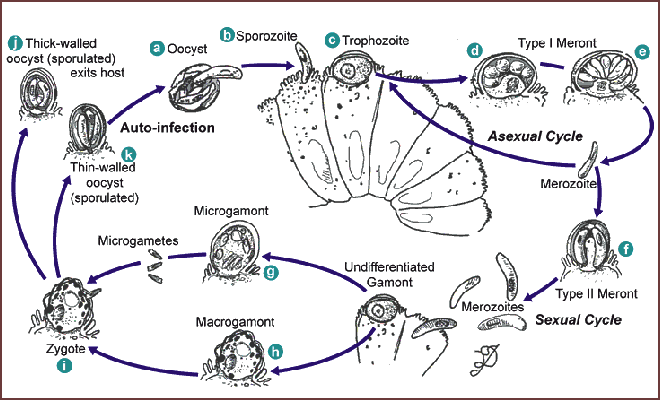 j Thick-walled
oocyst (sporulated)
exits host
a Oocyst
b Sporozoite
c Trophozoite
d
Type I Meront
e
Auto-infection
k
Thin-walled
oocyst
(sporulated)
Asexual Cycle
Merozoite
f
Type II Meront
Merozoites
Sexual Cycle
Undifferentiated
Gamont
Microgamont
g
Microgametes
Macrogamont
h
Zygote
i